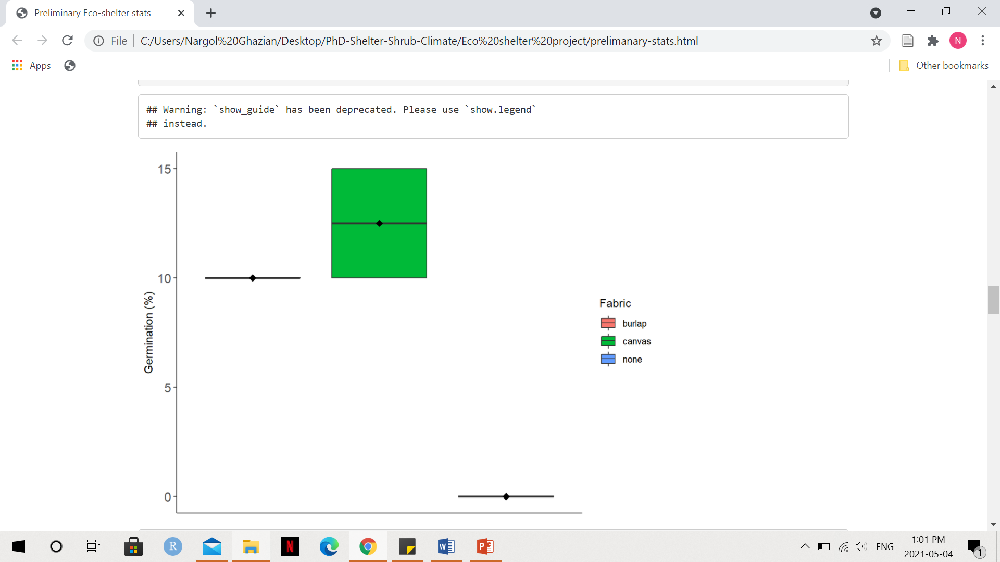 Preliminary Eco-shelter stats
File C:/Users/Nargol%20Ghazian/Desktop/PhD-Shelter-Shrub-Climate/Eco%20shelter%20project/prelimanary-stats.html
N
Apps
Other bookmarks
## Warning: `show_guide` has been deprecated. Please use `show.legend`
## instead.
15
10
5
0
Germination (%)
Fabric
burlap
canvas
none
R
N
W
P
ENG
1:01 PM
2021-05-04
1